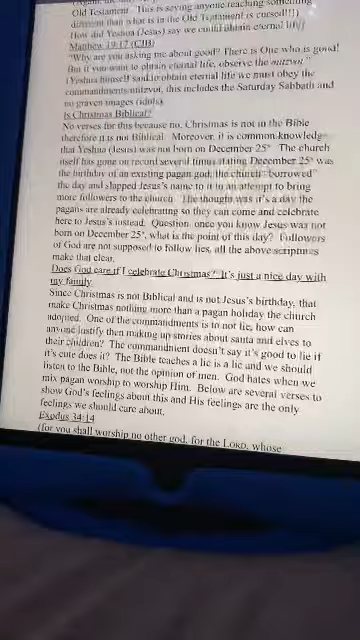 Old Testament. This is saying anyone teaching something
different than what is in the Old Testament is cursed!!!)
How did Yeshua (Jesus) say we could obtain eternal life?
Matthew 19:17 (CJB)
"Why are you asking me about good? There is One who is good!
But if you want to obtain eternal life, observe the mitzvot."
(Yeshua himself said to obtain eternal life we must obey the
commandments/mitzvot, this includes the Saturday Sabbath and
no graven images (idols).
Is Christmas Biblical?
No verses for this because no, Christmas is not in the Bible
therefore it is not Biblical. Moreover, it is common knowledge
that Yeshua (Jesus) was not born on December 25th. The church
itself has gone on record several times stating December 25th was
the birthday of an existing pagan god, the church "borrowed"
the day and slapped Jesus's name to it in an attempt to bring
more followers to the church. The thought was it's a day the
pagans are already celebrating so they can come and celebrate
here to Jesus's instead. Question, once you know Jesus was not
born on December 25th, what is the point of this day? Followers
of God are not supposed to follow lies, all the above scriptures
make that clear.
Does God care if I celebrate Christmas? It's just a nice day with
my family.
Since Christmas is not Biblical and is not Jesus's birthday, that
make Christmas nothing more than a pagan holiday the church
adopted. One of the commandments is to not lie, how can
anyone justify then making up stories about santa and elves to
their children? The commandment doesn't say it's good to lie if
it's cute does it? The Bible teaches a lie is a lie and we should
listen to the Bible, not the opinion of men. God hates when we
mix pagan worship to worship Him. Below are several verses to
show God's feelings about this and His feelings are the only
feelings we should care about.
Exodus 34:14
(for you shall worship no other god, for the LORD, whose